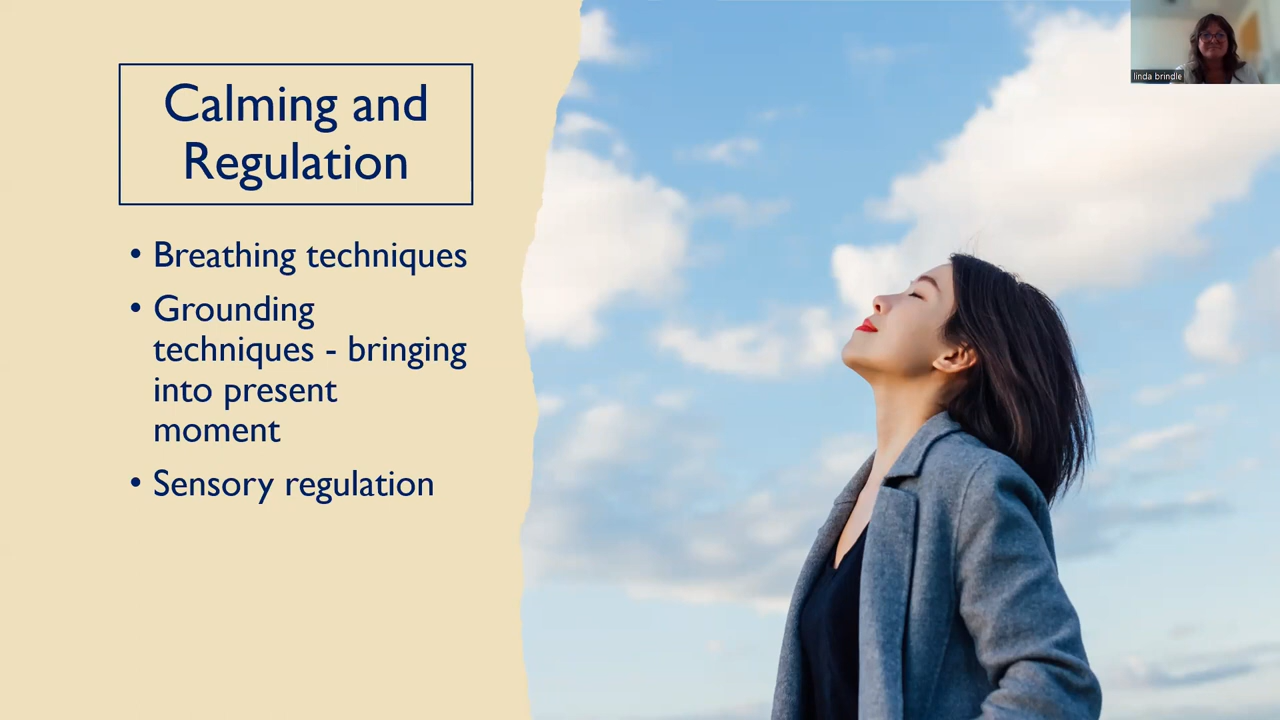 Calming and
Regulation
• Breathing techniques
• Grounding
techniques - bringing
into present
moment
• Sensory regulation
linda brindle